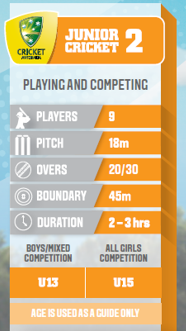 CRICKET
AUSTRALIA
JUNIOR
CRICKET 2
PLAYING AND COMPETING
PLAYERS 9
PITCH 18m
OVERS 20/30
BOUNDARY 45m
DURATION 2-3 hrs
BOYS/MIXED COMPETITION
ALL GIRLS COMPETITION
U13 U15
AGE IS USED AS A GUIDE ONLY